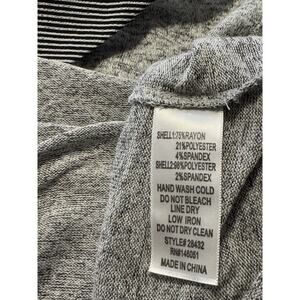 SHELL1:75%RAYON
21%POLYESTER
4%SPANDEX
SHELL2:98%POLYESTER
2%SPANDEX
HAND WASH COLD
DO NOT BLEACH
LINE DRY
LOW IRON
DO NOT DRY CLEAN
STYLE# 28432
RN#146051
MADE IN CHINA